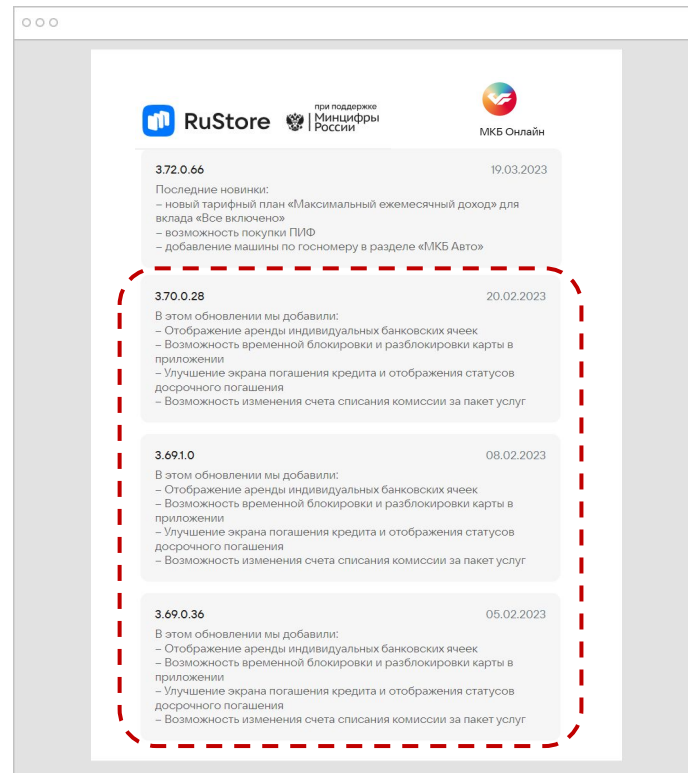 при поддержке
RuStore
Минцифры
России
МКБ Онлайн
3.72.0.66
19.03.2023
Последние новинки:
– новый тарифный план «Максимальный ежемесячный доход» для
вклада «Все включено»
– возможность покупки ПИФ
– добавление машины по госномеру в разделе «МКБ Авто»
3.70.0.28
20.02.2023
В этом обновлении мы добавили:
– Отображение аренды индивидуальных банковских ячеек
– Возможность временной блокировки и разблокировки карты в
приложении
– Улучшение экрана погашения кредита и отображения статусов
досрочного погашения
– Возможность изменения счета списания комиссии за пакет услуг
3.69.1.0
08.02.2023
В этом обновлении мы добавили:
– Отображение аренды индивидуальных банковских ячеек
– Возможность временной блокировки и разблокировки карты в
приложении
– Улучшение экрана погашения кредита и отображения статусов
досрочного погашения
– Возможность изменения счета списания комиссии за пакет услуг
3.69.0.36
05.02.2023
В этом обновлении мы добавили:
– Отображение аренды индивидуальных банковских ячеек
– Возможность временной блокировки и разблокировки карты в
приложении
– Улучшение экрана погашения кредита и отображения статусов
досрочного погашения
– Возможность изменения счета списания комиссии за пакет услуг